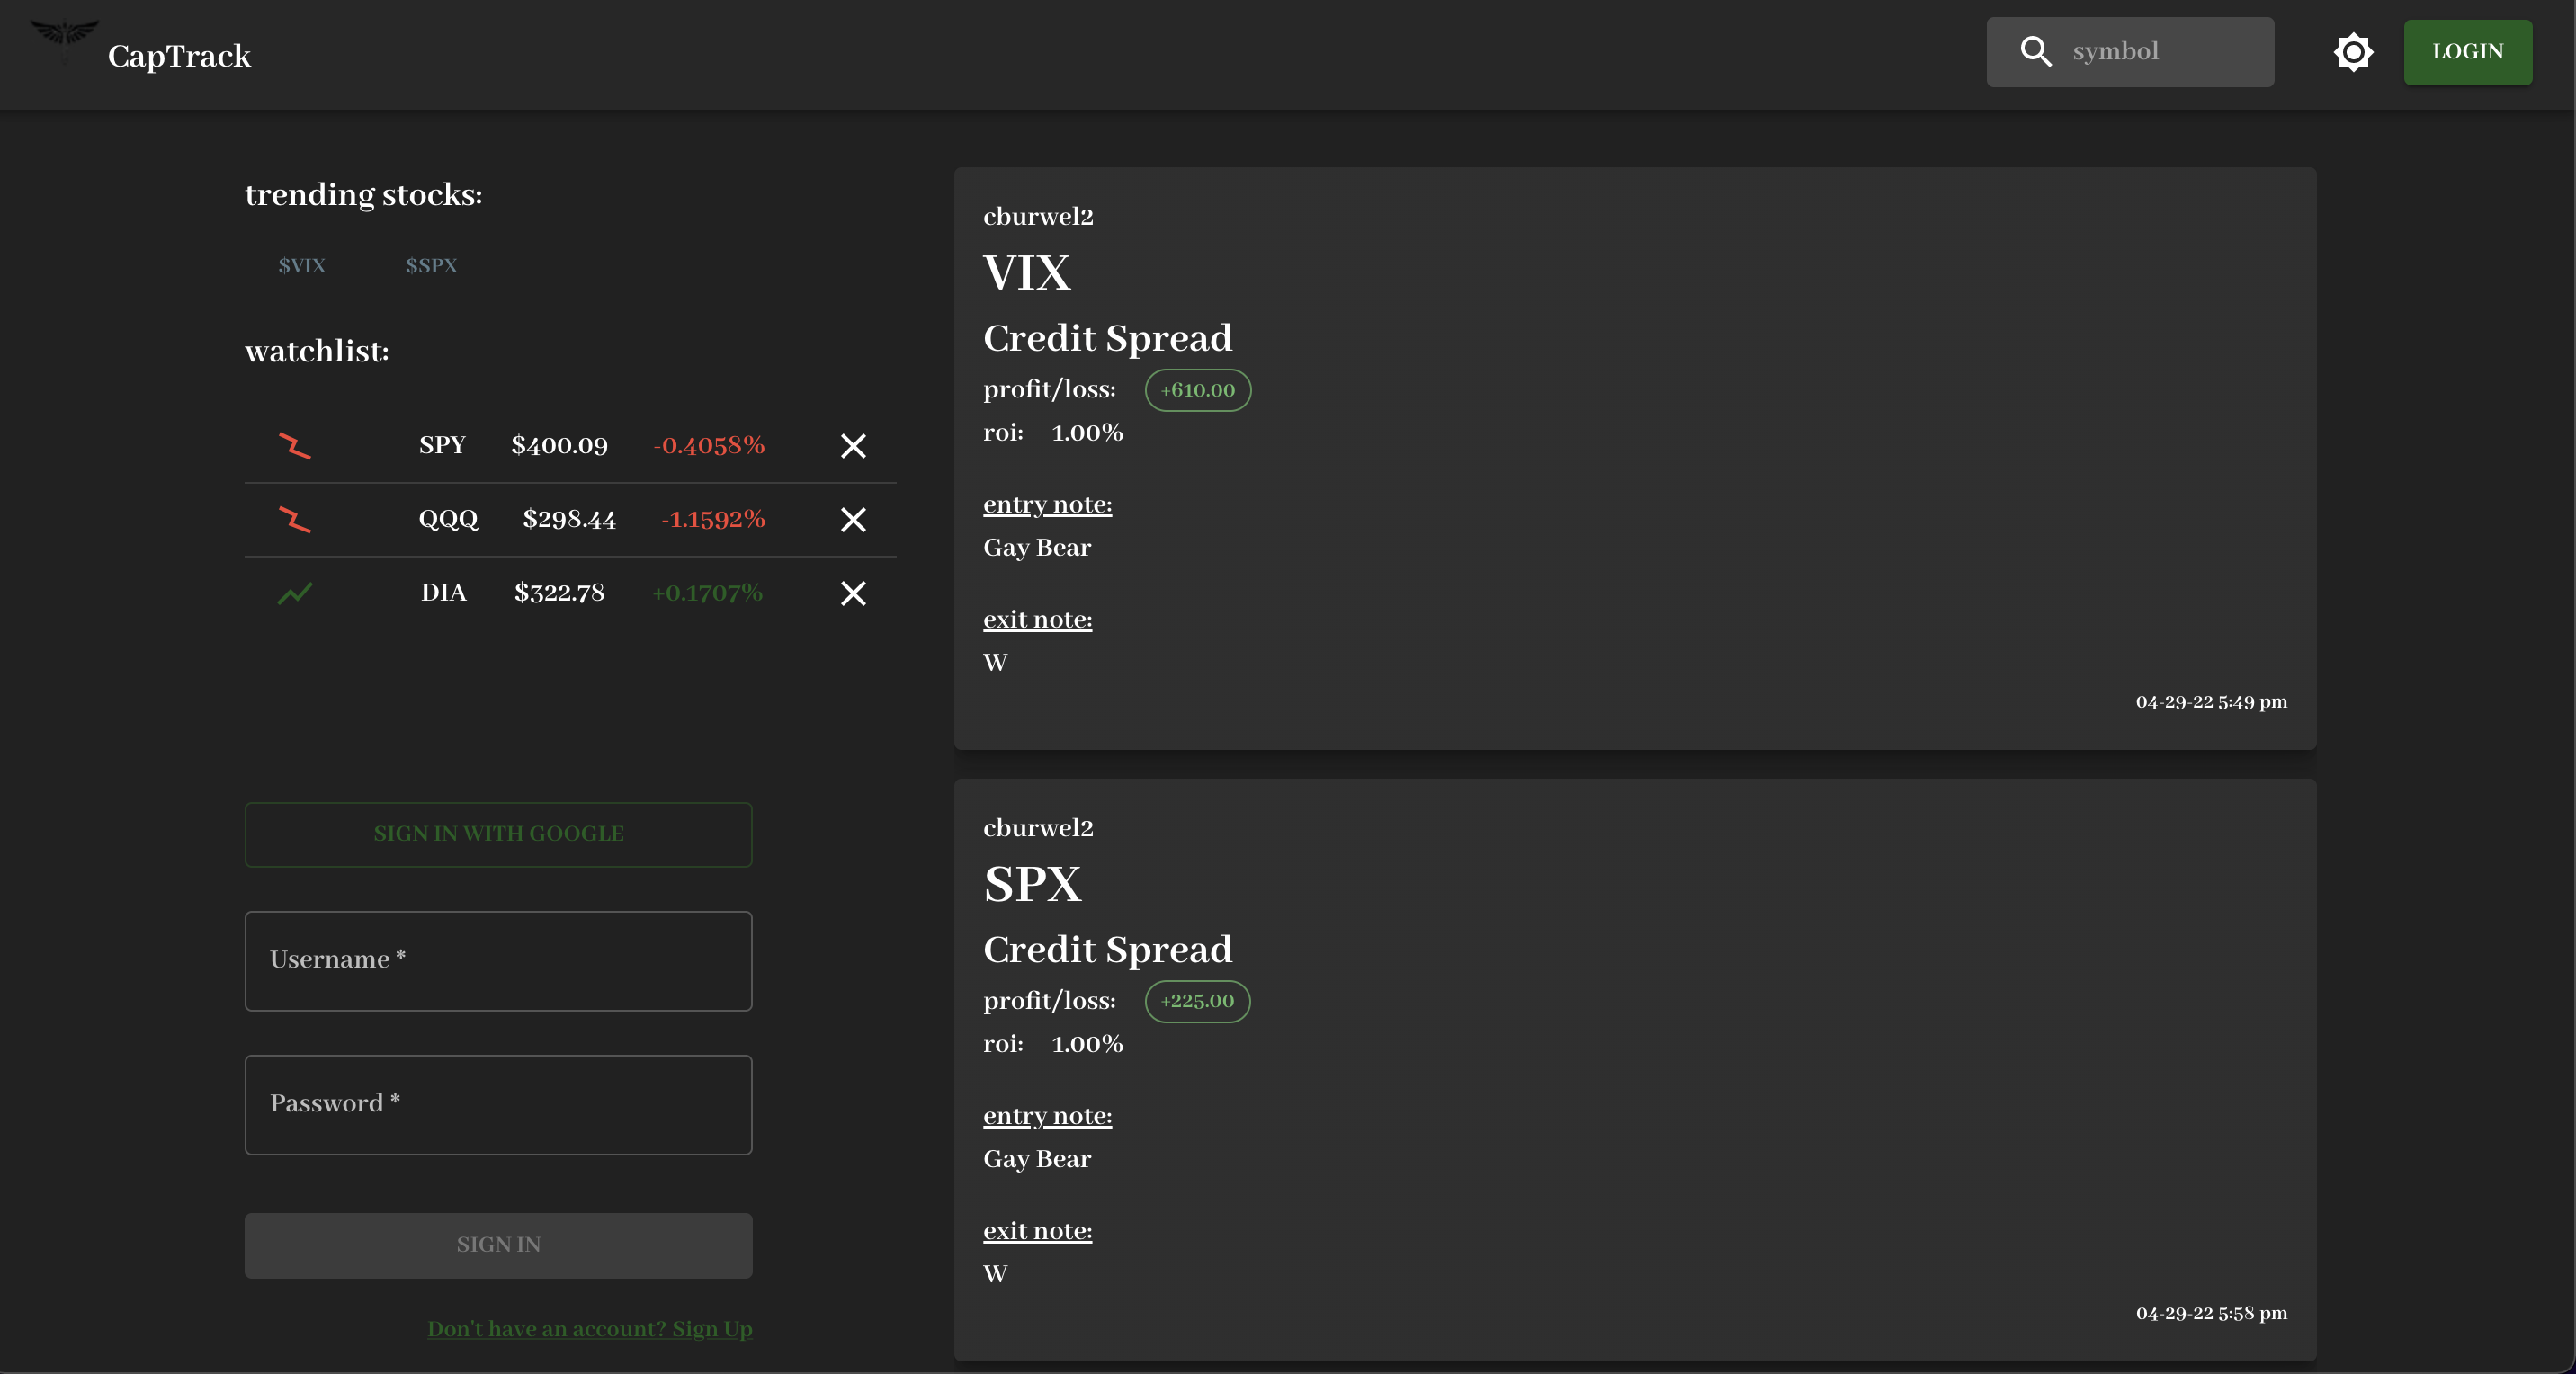 CapTrack
symbol
LOGIN
trending stocks:
$VIX $SPX
watchlist:
SPY $400.09 -0.4058%
QQQ $298.44 -1.1592%
DIA $322.78 +0.1707%
SIGN IN WITH GOOGLE
Username *
Password *
SIGN IN
Don't have an account? Sign Up
cburwel2
VIX
Credit Spread
profit/loss: +610.00
roi: 1.00%
entry note:
Gay Bear
exit note:
W
04-29-22 5:49 pm
cburwel2
SPX
Credit Spread
profit/loss: +225.00
roi: 1.00%
entry note:
Gay Bear
exit note:
W
04-29-22 5:58 pm